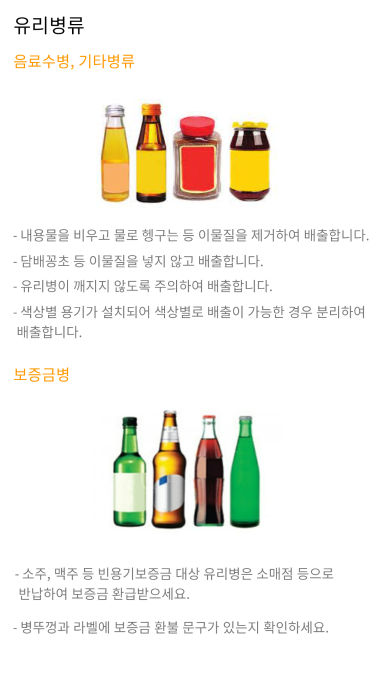 유리병류
음료수병, 기타병류
- 내용물을 비우고 물로 헹구는 등 이물질을 제거하여 배출합니다.
- 담배꽁초 등 이물질을 넣지 않고 배출합니다.
- 유리병이 깨지지 않도록 주의하여 배출합니다.
- 색상별 용기가 설치되어 색상별로 배출이 가능한 경우 분리하여
배출합니다.
보증금병
- 소주, 맥주 등 빈용기보증금 대상 유리병은 소매점 등으로
반납하여 보증금 환급받으세요.
- 병뚜껑과 라벨에 보증금 환불 문구가 있는지 확인하세요.